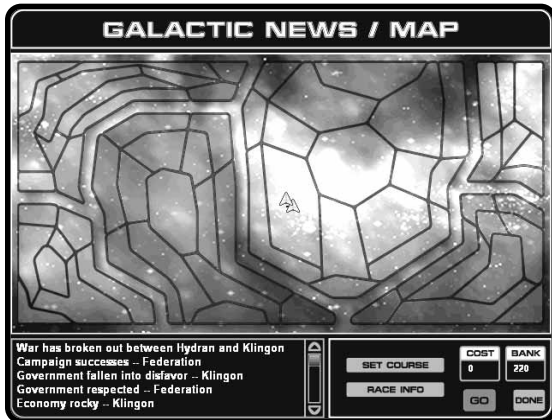 GALACTIC NEWS / MAP
War has broken out between Hydran and Klingon
Campaign successes -- Federation
Government fallen into disfavor -- Klingon
Government respected -- Federation
Economy rocky -- Klingon
SET COURSE
RACE INFO
COST
0
BANK
220
GO
DONE